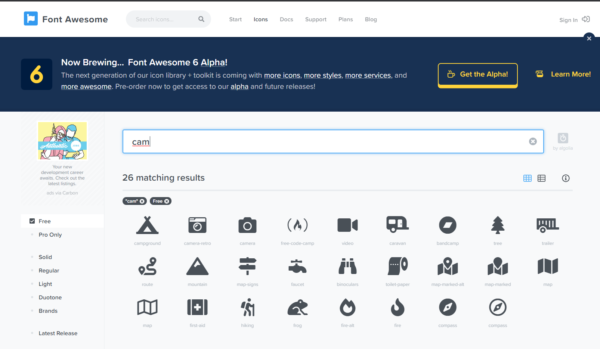 Font Awesome
Search icons...
Start Icons Docs Support Plans Blog
Sign In
6
Now Brewing... Font Awesome 6 Alpha!
The next generation of our icon library + toolkit is coming with more icons, more styles, more services, and
more awesome. Pre-order now to get access to our alpha and future releases!
Get the Alpha!
Learn More!
Your new
development career
awaits. Check out the
latest listings.
ads via Carbon
Free
Pro Only
Solid
Regular
Light
Duotone
Brands
Latest Release
cam
by algolia
26 matching results
"cam" Free
campground camera-retro camera free-code-camp video caravan bandcamp tree trailer
route mountain map-signs faucet binoculars toilet-paper map-marked-alt map-marked map
map first-aid hiking frog fire-alt fire compass compass